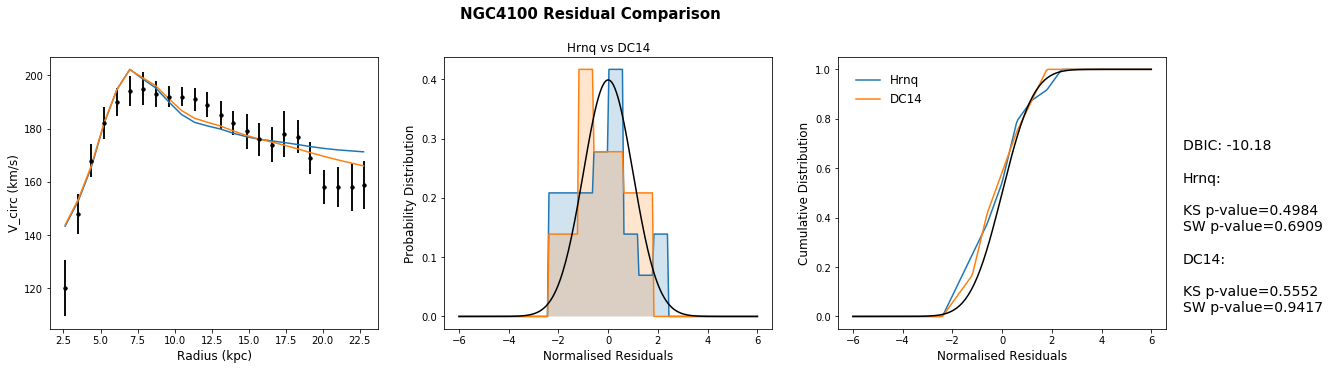 NGC4100 Residual Comparison
V_circ (km/s)
200
180
160
140
120
2.5 5.0 7.5 10.0 12.5 15.0 17.5 20.0 22.5
Radius (kpc)
Hrnq vs DC14
Probability Distribution
0.4
0.3
0.2
0.1
0.0
−6 −4 −2 0 2 4 6
Normalised Residuals
Cumulative Distribution
1.0
0.8
0.6
0.4
0.2
0.0
Hrnq
DC14
−6 −4 −2 0 2 4 6
Normalised Residuals
DBIC: -10.18
Hrnq:
KS p-value=0.4984
SW p-value=0.6909
DC14:
KS p-value=0.5552
SW p-value=0.9417